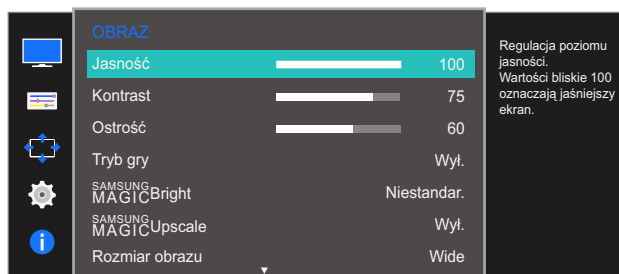 OBRAZ
Jasność 100
Kontrast 75
Ostrość 60
Tryb gry Wył.
SAMSUNG MAGIC Bright Niestandar.
SAMSUNG MAGIC Upscale Wył.
Rozmiar obrazu Wide
Regulacja poziomu
jasności.
Wartości bliskie 100
oznaczają jaśniejszy
ekran.